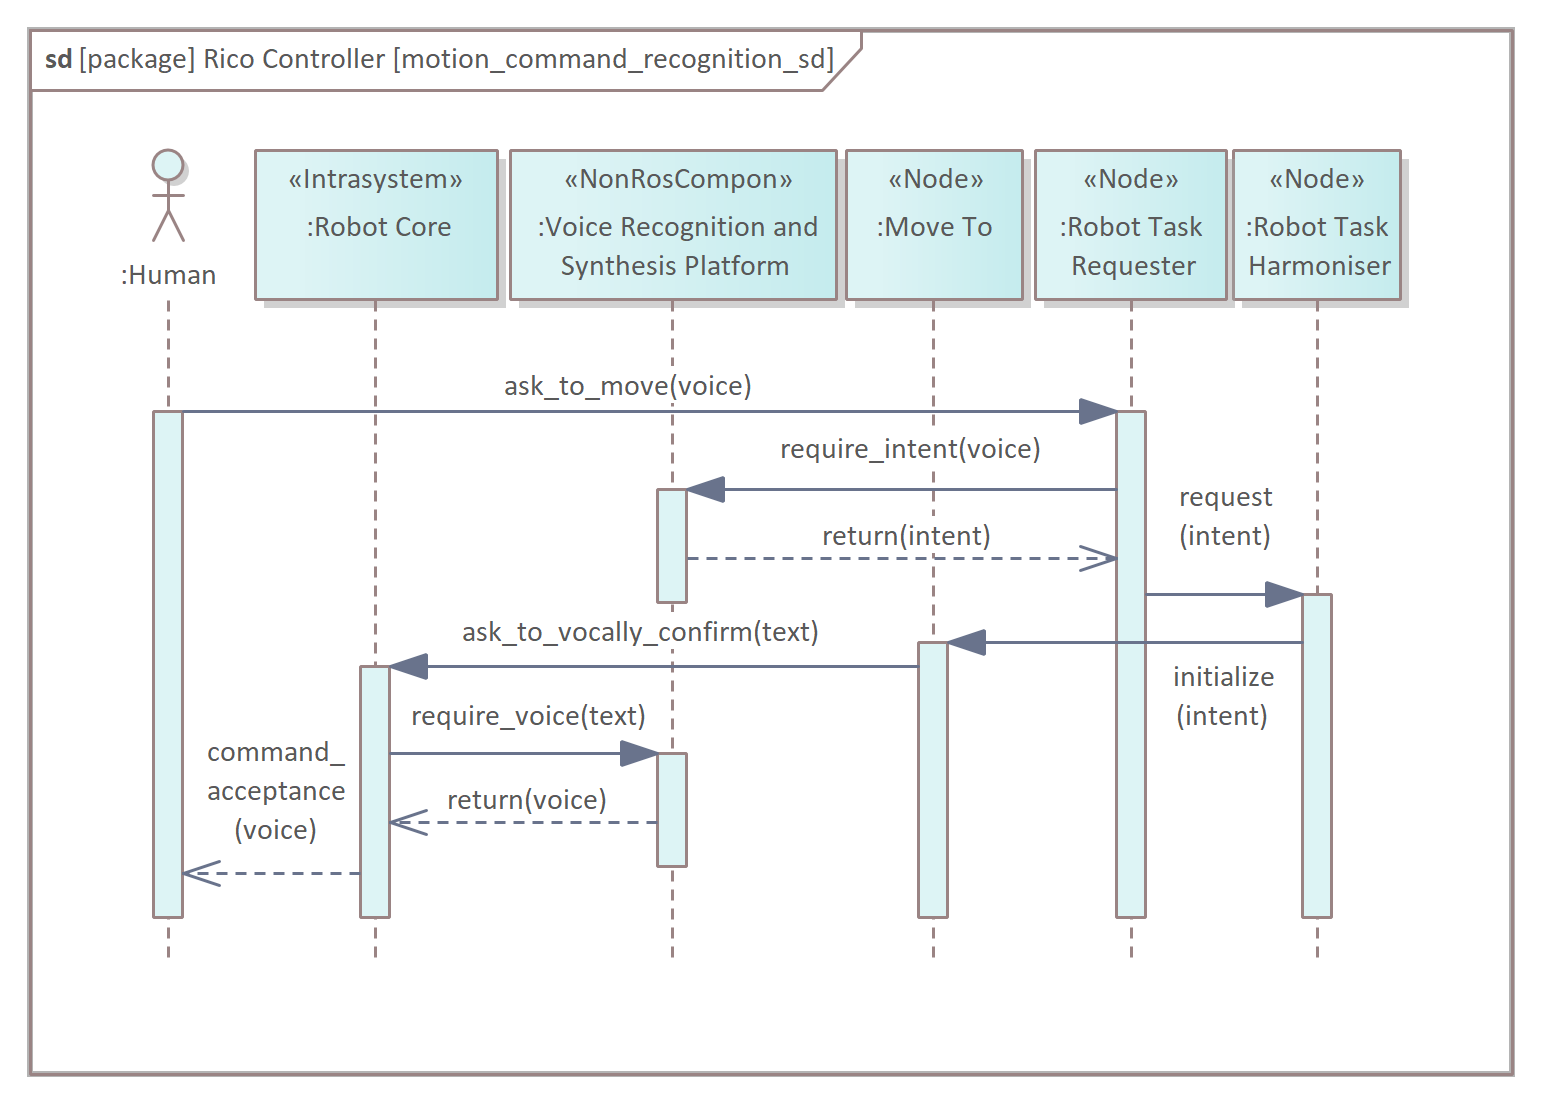 sd [package] Rico Controller [motion_command_recognition_sd]
:Human
«Intrasystem»
:Robot Core
«NonRosCompon»
:Voice Recognition and
Synthesis Platform
«Node»
:Move To
«Node»
:Robot Task
Requester
«Node»
:Robot Task
Harmoniser
ask_to_move(voice)
require_intent(voice)
return(intent)
request
(intent)
ask_to_vocally_confirm(text)
initialize
(intent)
require_voice(text)
return(voice)
command_
acceptance
(voice)